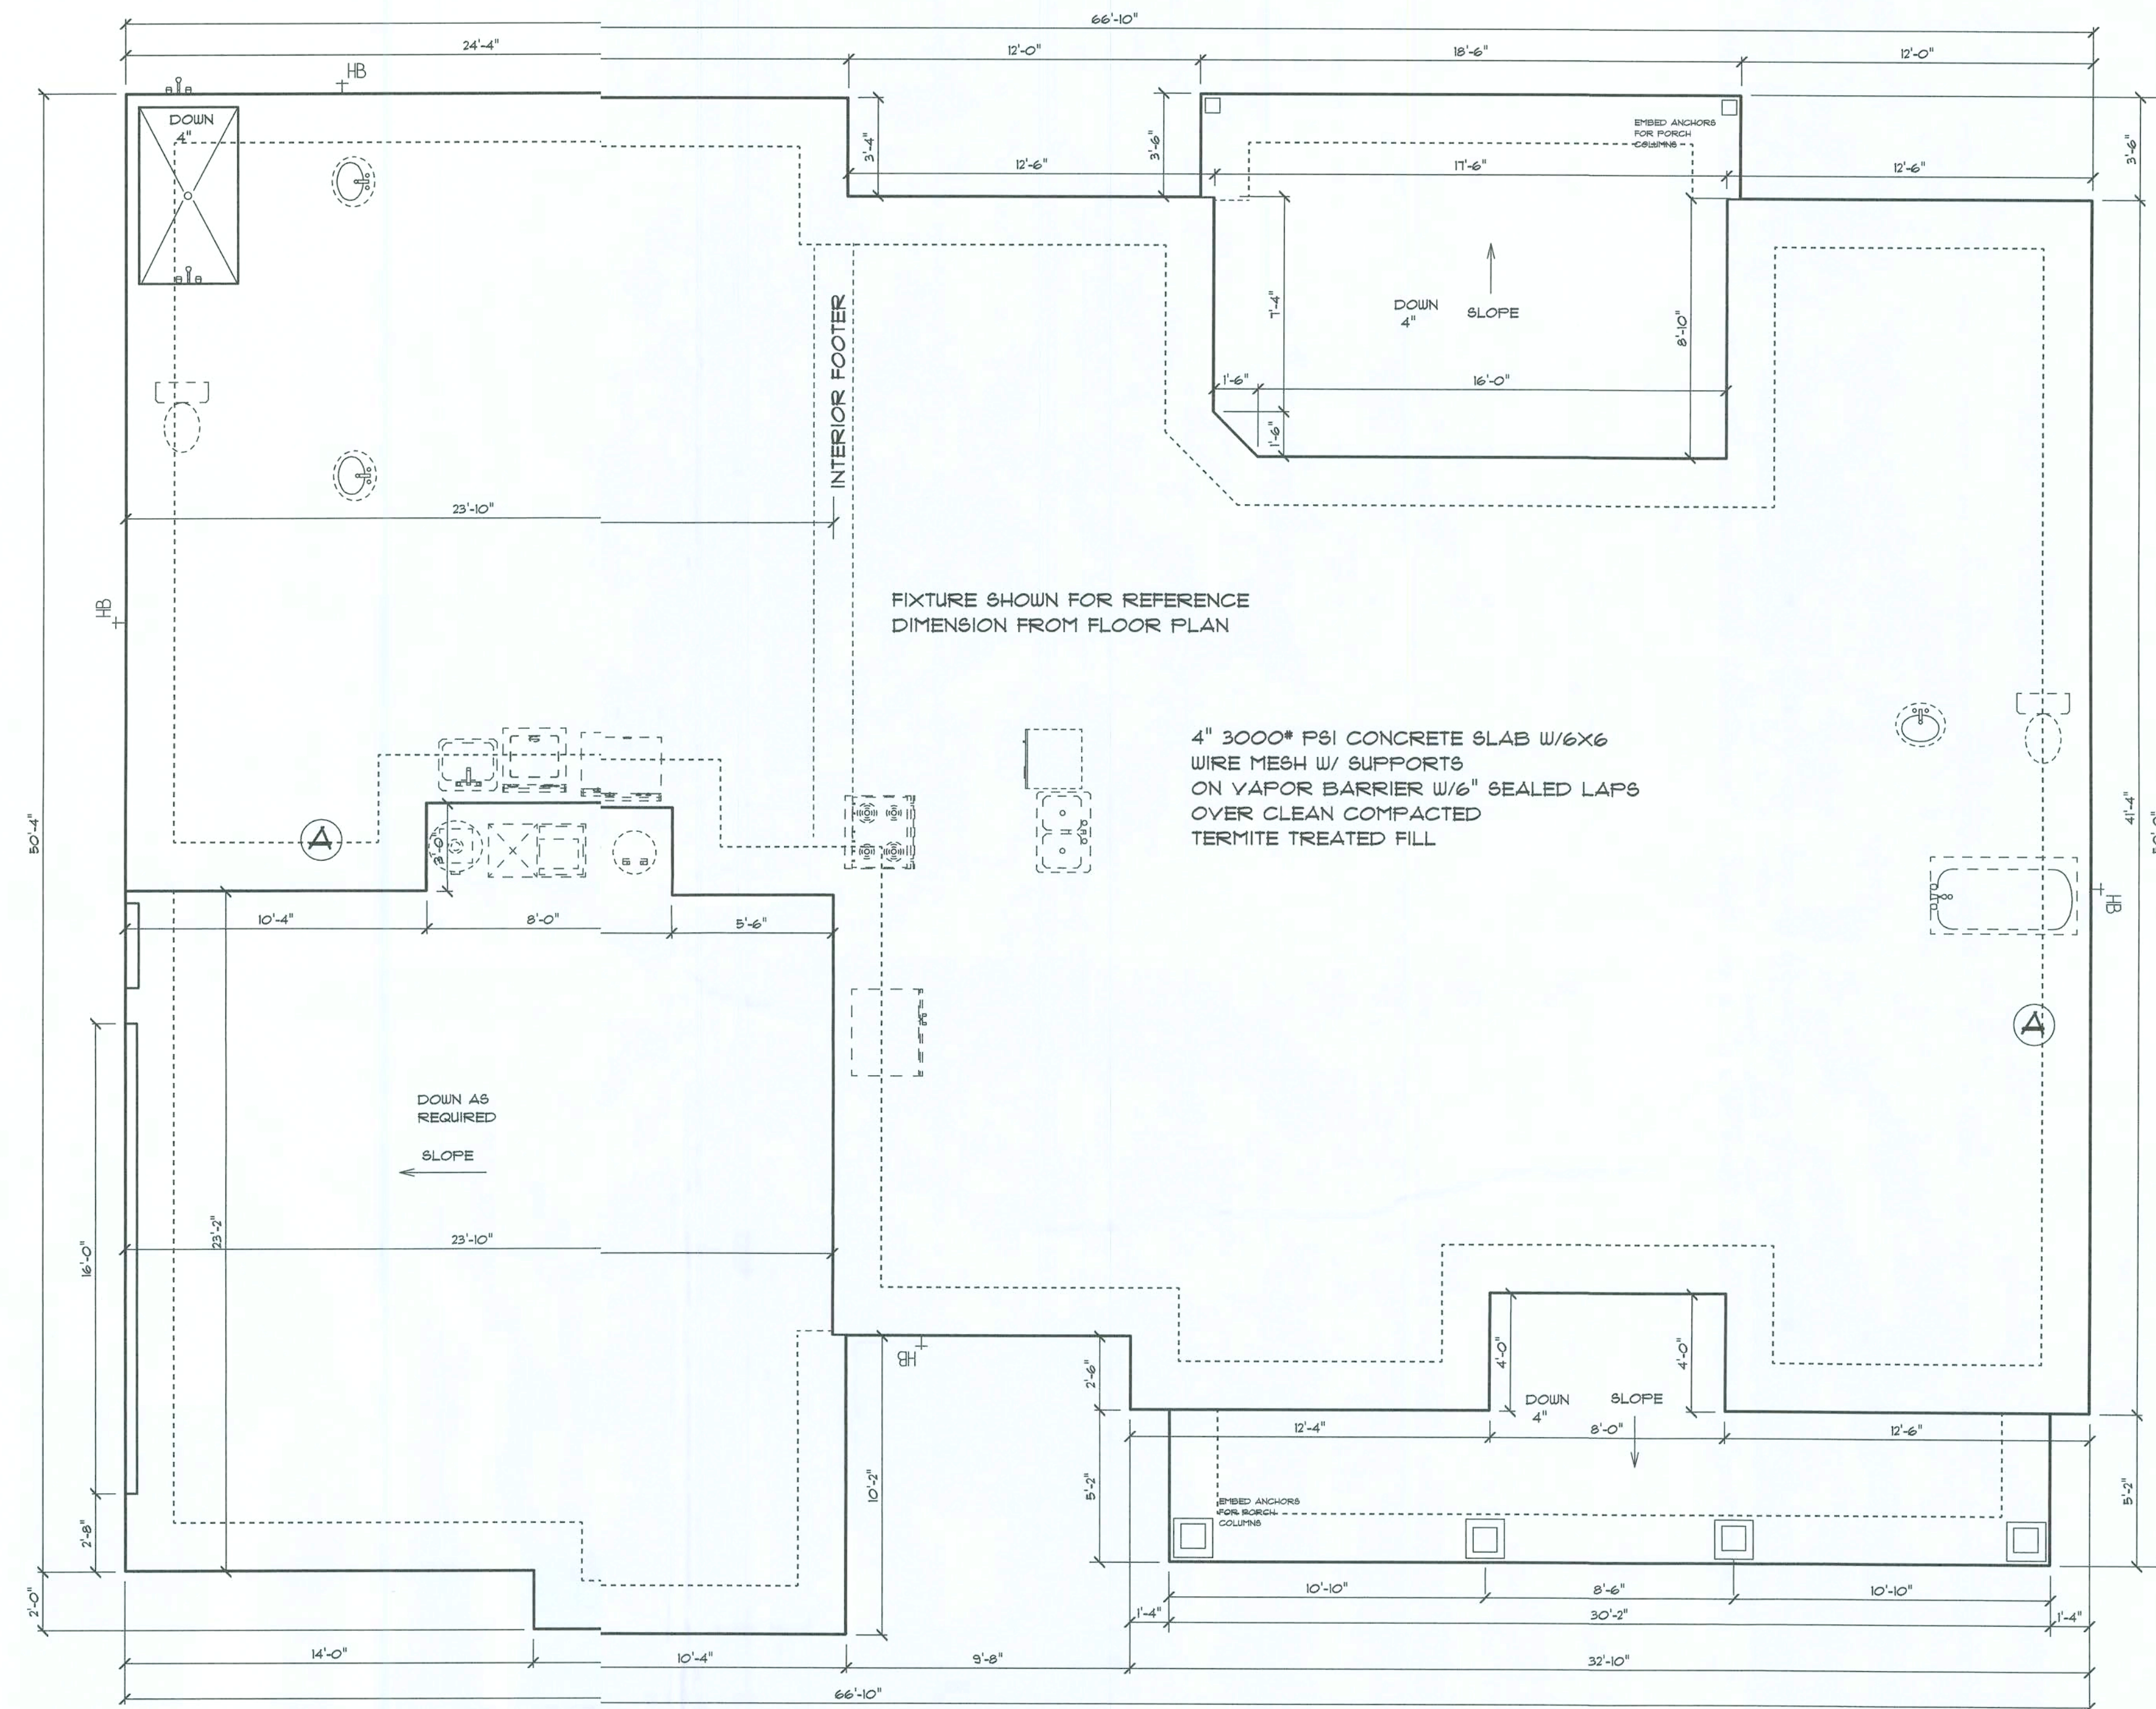 66'-10"
24'-4"
12'-0"
18'-6"
12'-0"
HB
DOWN
4"
3'-4"
3'-6"
EMBED ANCHORS
FOR PORCH
COLUMNS
3'-6"
12'-6"
17'-6"
12'-6"
INTERIOR FOOTER
7'-4"
DOWN
4"
SLOPE
8'-10"
1'-6"
16'-0"
1'-6"
23'-10"
HB
FIXTURE SHOWN FOR REFERENCE
DIMENSION FROM FLOOR PLAN
4" 3000# PSI CONCRETE SLAB W/6X6
WIRE MESH W/ SUPPORTS
ON VAPOR BARRIER W/6" SEALED LAPS
OVER CLEAN COMPACTED
TERMITE TREATED FILL
50'-4"
41'-4"
A
3'-0"
HB
10'-4"
8'-0"
5'-6"
A
DOWN AS
REQUIRED
SLOPE
23'-2"
16'-0"
23'-10"
HB
2'-6"
4'-0"
4'-0"
DOWN
4"
SLOPE
12'-4"
8'-0"
12'-6"
10'-2"
5'-2"
5'-2"
EMBED ANCHORS
FOR PORCH
COLUMNS
2'-8"
2'-0"
10'-10"
8'-6"
10'-10"
1'-4"
30'-2"
1'-4"
14'-0"
10'-4"
9'-8"
32'-10"
66'-10"